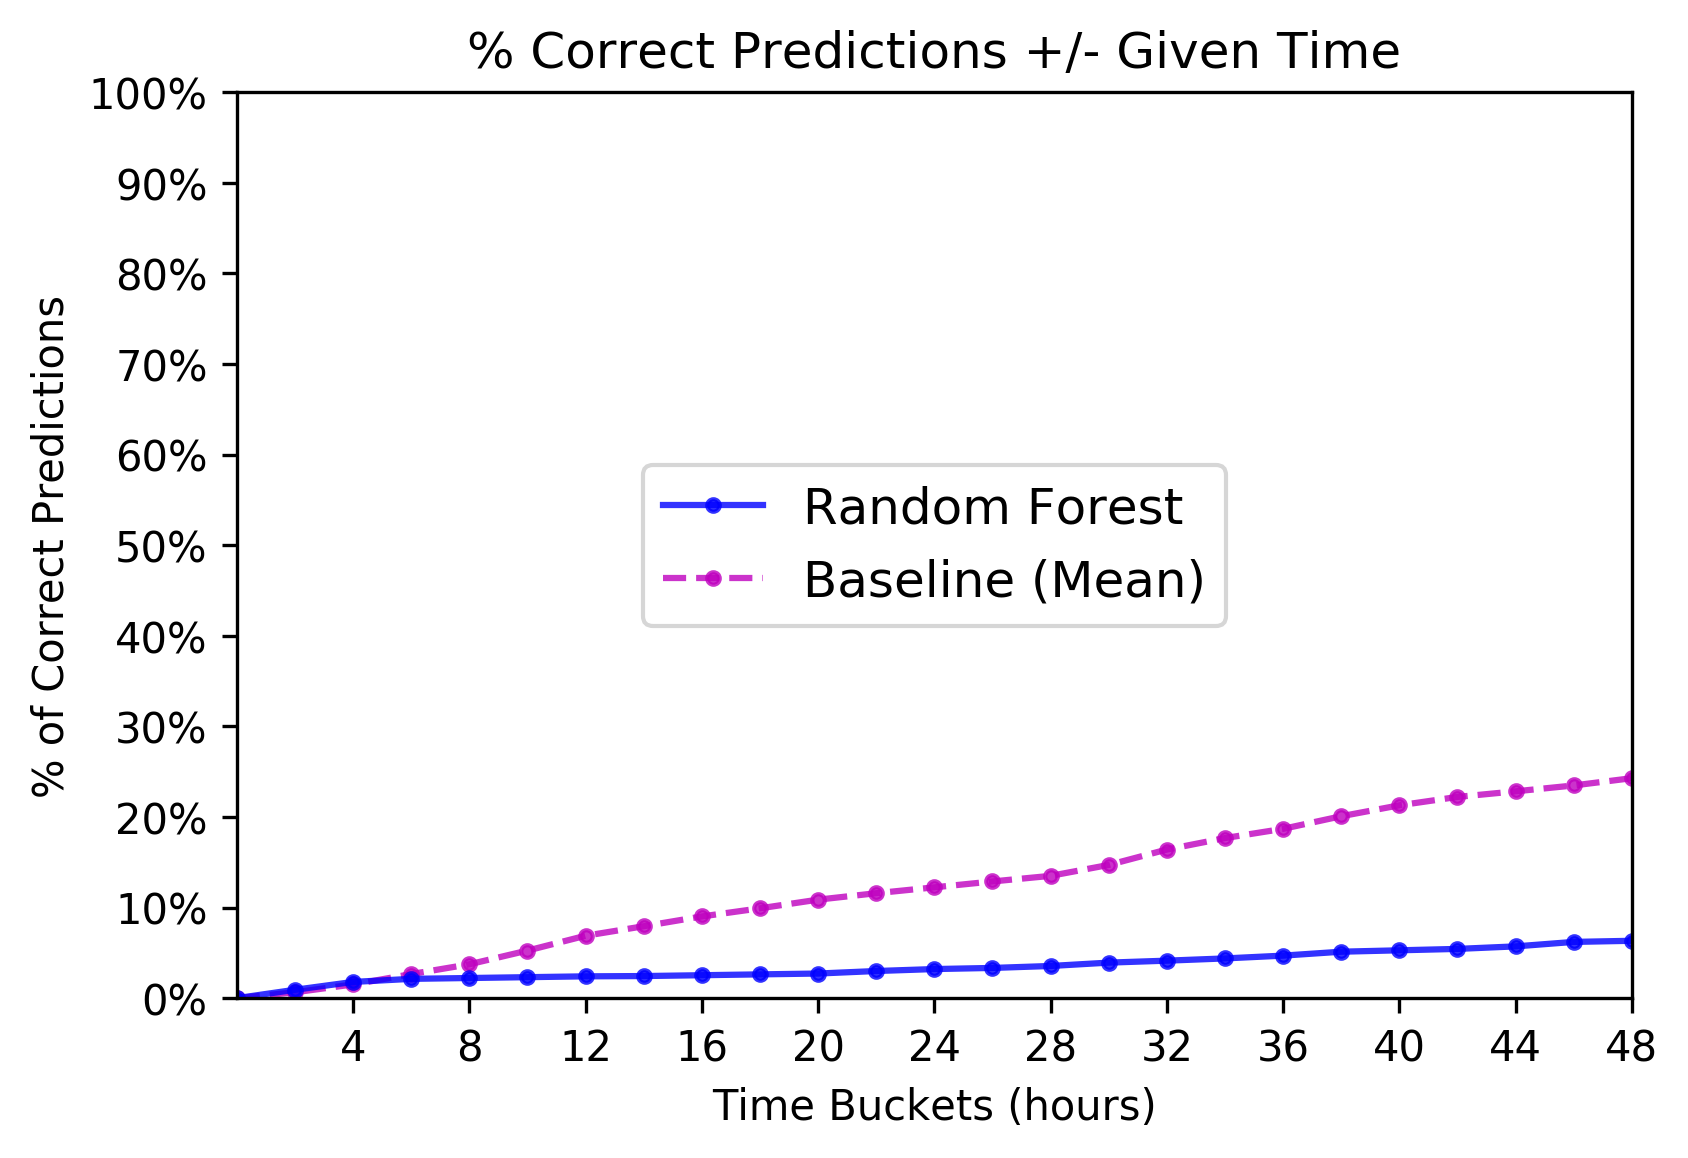 % Correct Predictions +/- Given Time
100%
90%
80%
70%
60%
50%
40%
30%
20%
10%
0%
% of Correct Predictions
Random Forest
Baseline (Mean)
4 8 12 16 20 24 28 32 36 40 44 48
Time Buckets (hours)